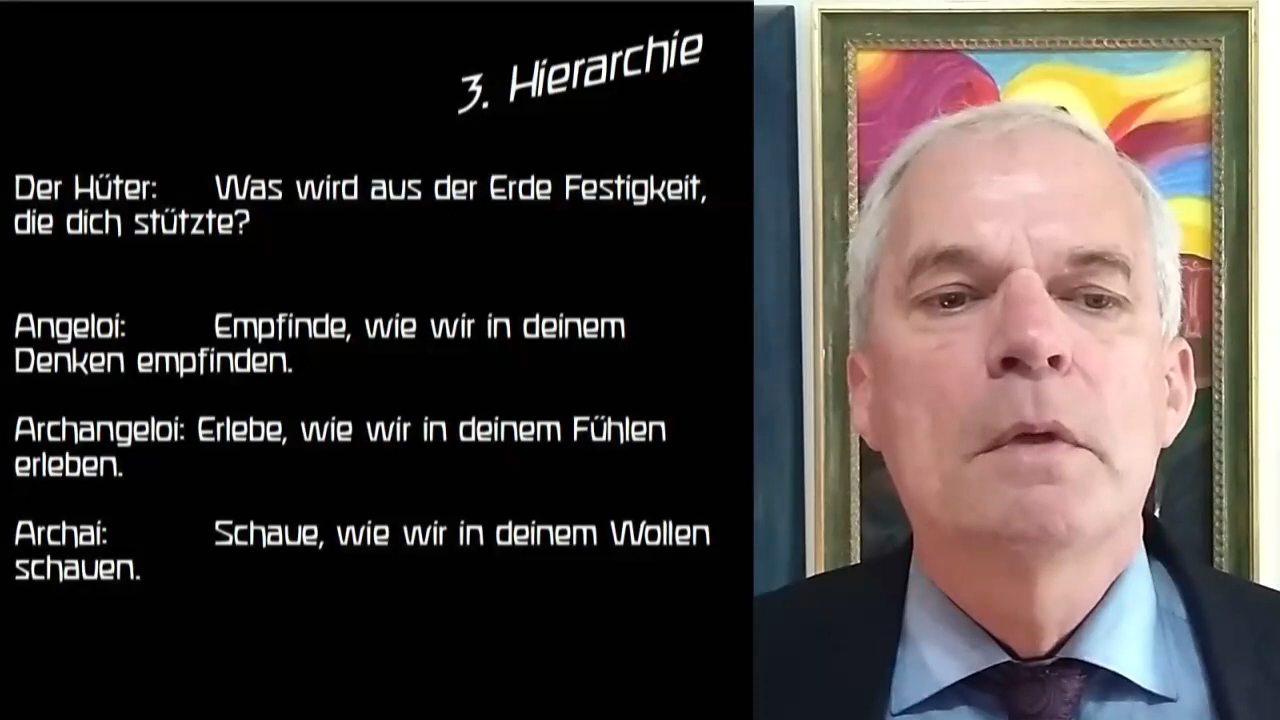 3. Hierarchie
Der Hüter: Was wird aus der Erde Festigkeit,
die dich stützte?
Angeloi: Empfinde, wie wir in deinem
Denken empfinden.
Archangeloi: Erlebe, wie wir in deinem Fühlen
erleben.
Archai: Schaue, wie wir in deinem Wollen
schauen.